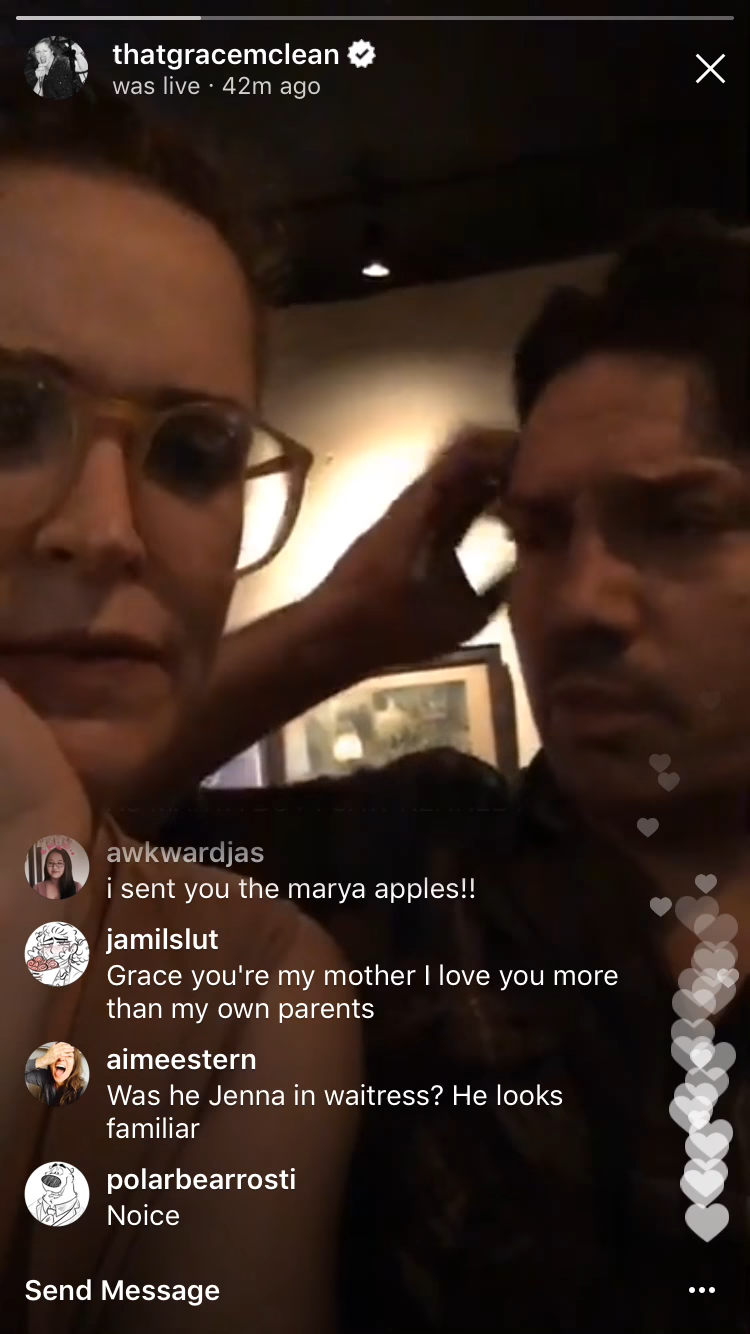 thatgracemclean
was live · 42m ago
awkwardjas
i sent you the marya apples!!
jamilslut
Grace you're my mother I love you more
than my own parents
aimeestern
Was he Jenna in waitress? He looks
familiar
polarbearrosti
Noice
Send Message